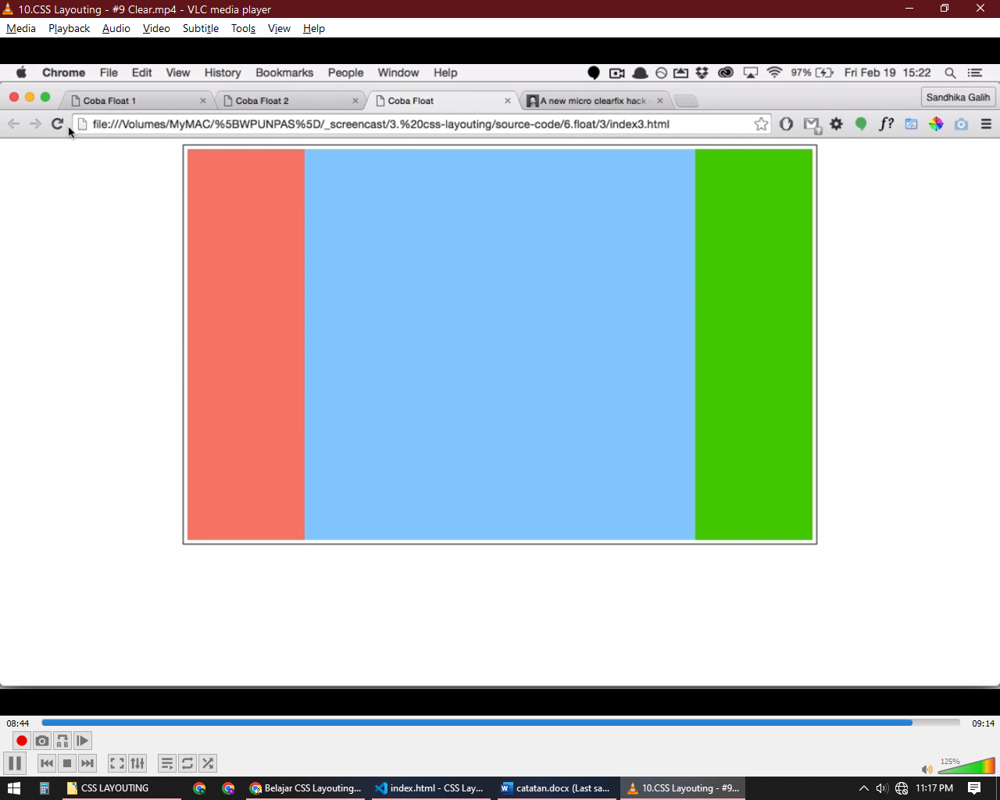 10.CSS Layouting - #9 Clear.mp4 - VLC media player
Media Playback Audio Video Subtitle Tools View Help
Chrome File Edit View History Bookmarks People Window Help 97% Fri Feb 19 15:22
Coba Float 1 Coba Float 2 Coba Float A new micro clearfix hack Sandhika Galih
file:///Volumes/MyMAC/%5BWPUNPAS%5D/_screencast/3.%20css-layouting/source-code/6.float/3/index3.html f?
08:44 09:14
A B
125%
CSS LAYOUTING Belajar CSS Layouting... index.html - CSS Lay... catatan.docx (Last sa... 10.CSS Layouting - #9... 11:17 PM